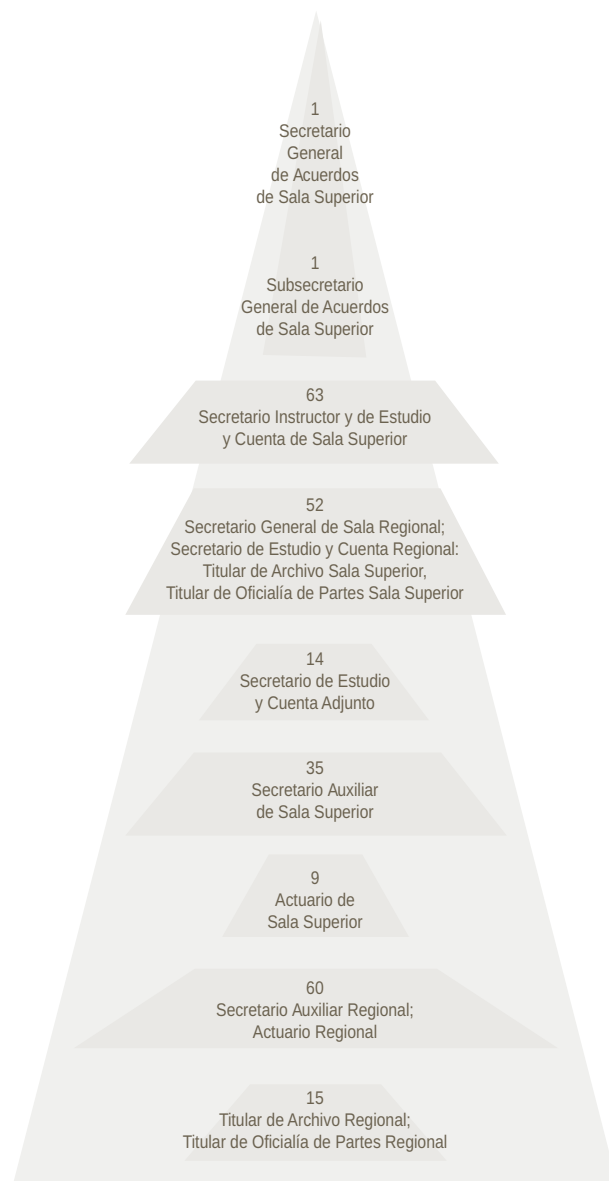 1
Secretario
General
de Acuerdos
de Sala Superior
1
Subsecretario
General de Acuerdos
de Sala Superior
63
Secretario Instructor y de Estudio
y Cuenta de Sala Superior
52
Secretario General de Sala Regional;
Secretario de Estudio y Cuenta Regional:
Titular de Archivo Sala Superior,
Titular de Oficialía de Partes Sala Superior
14
Secretario de Estudio
y Cuenta Adjunto
35
Secretario Auxiliar
de Sala Superior
9
Actuario de
Sala Superior
60
Secretario Auxiliar Regional;
Actuario Regional
15
Titular de Archivo Regional;
Titular de Oficialía de Partes Regional